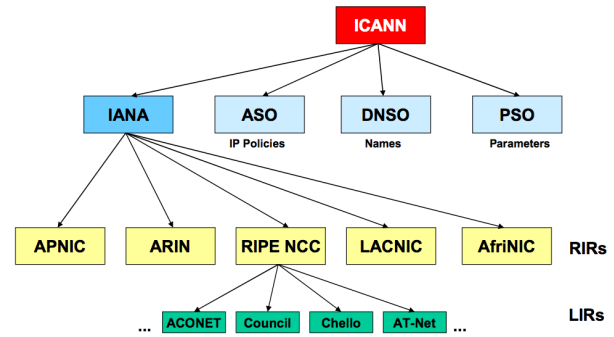 ICANN
IANA
ASO
DNSO
PSO
IP Policies
Names
Parameters
APNIC
ARIN
RIPE NCC
LACNIC
AfriNIC
RIRs
...
ACONET
Council
Chello
AT-Net
...
LIRs